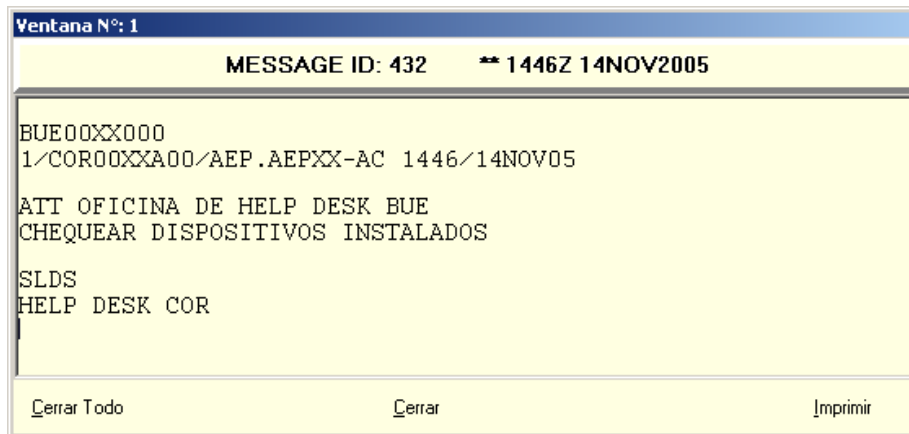 Ventana Nº: 1
MESSAGE ID: 432 ** 1446Z 14NOV2005
BUE00XX000
1/COR00XXA00/AEP.AEPXX-AC 1446/14NOV05
ATT OFICINA DE HELP DESK BUE
CHEQUEAR DISPOSITIVOS INSTALADOS
SLDS
HELP DESK COR
Cerrar Todo Cerrar Imprimir